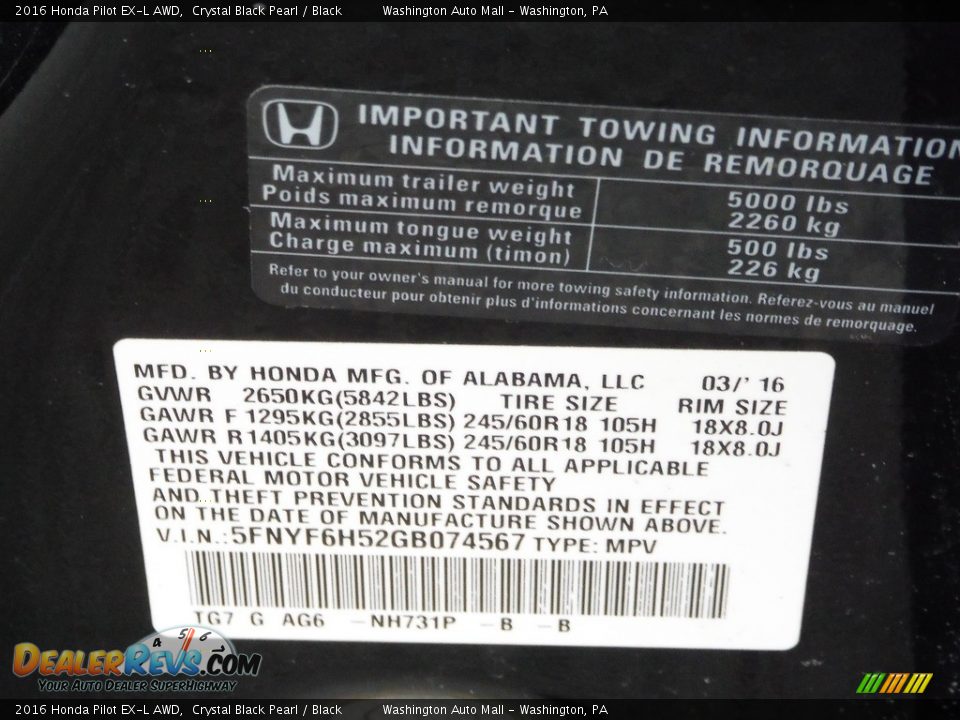 2016 Honda Pilot EX-L AWD, Crystal Black Pearl / Black Washington Auto Mall - Washington, PA
IMPORTANT TOWING INFORMATION
INFORMATION DE REMORQUAGE
Maximum trailer weight 5000 lbs
Poids maximum remorque 2260 kg
Maximum tongue weight 500 lbs
Charge maximum (timon) 226 kg
Refer to your owner's manual for more towing safety information. Referez-vous au manuel
du conducteur pour obtenir plus d'informations concernant les normes de remorquage.
MFD. BY HONDA MFG. OF ALABAMA, LLC 03/' 16
GVWR 2650KG(5842LBS) TIRE SIZE RIM SIZE
GAWR F 1295KG(2855LBS) 245/60R18 105H 18X8.0J
GAWR R 1405KG(3097LBS) 245/60R18 105H 18X8.0J
THIS VEHICLE CONFORMS TO ALL APPLICABLE
FEDERAL MOTOR VEHICLE SAFETY
AND THEFT PREVENTION STANDARDS IN EFFECT
ON THE DATE OF MANUFACTURE SHOWN ABOVE.
V.I.N.: 5FNYF6H52GB074567 TYPE: MPV
TG7 G AG6 -NH731P -B -B
4 5 6
DEALERREVS.COM
YOUR AUTO DEALER SUPERHIGHWAY
2016 Honda Pilot EX-L AWD, Crystal Black Pearl / Black Washington Auto Mall - Washington, PA